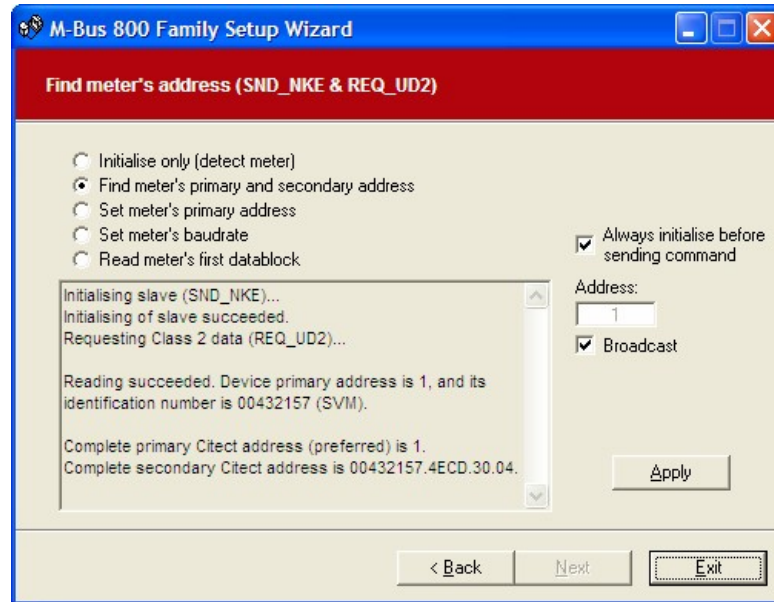 M-Bus 800 Family Setup Wizard
Find meter's address (SND_NKE & REQ_UD2)
Initialise only (detect meter)
Find meter's primary and secondary address
Set meter's primary address
Set meter's baudrate
Read meter's first datablock
Always initialise before
sending command
Address:
1
Broadcast
Initialising slave (SND_NKE)...
Initialising of slave succeeded.
Requesting Class 2 data (REQ_UD2)...
Reading succeeded. Device primary address is 1, and its
identification number is 00432157 (SVM).
Complete primary Citect address (preferred) is 1.
Complete secondary Citect address is 00432157.4ECD.30.04.
Apply
< Back
Next
Exit